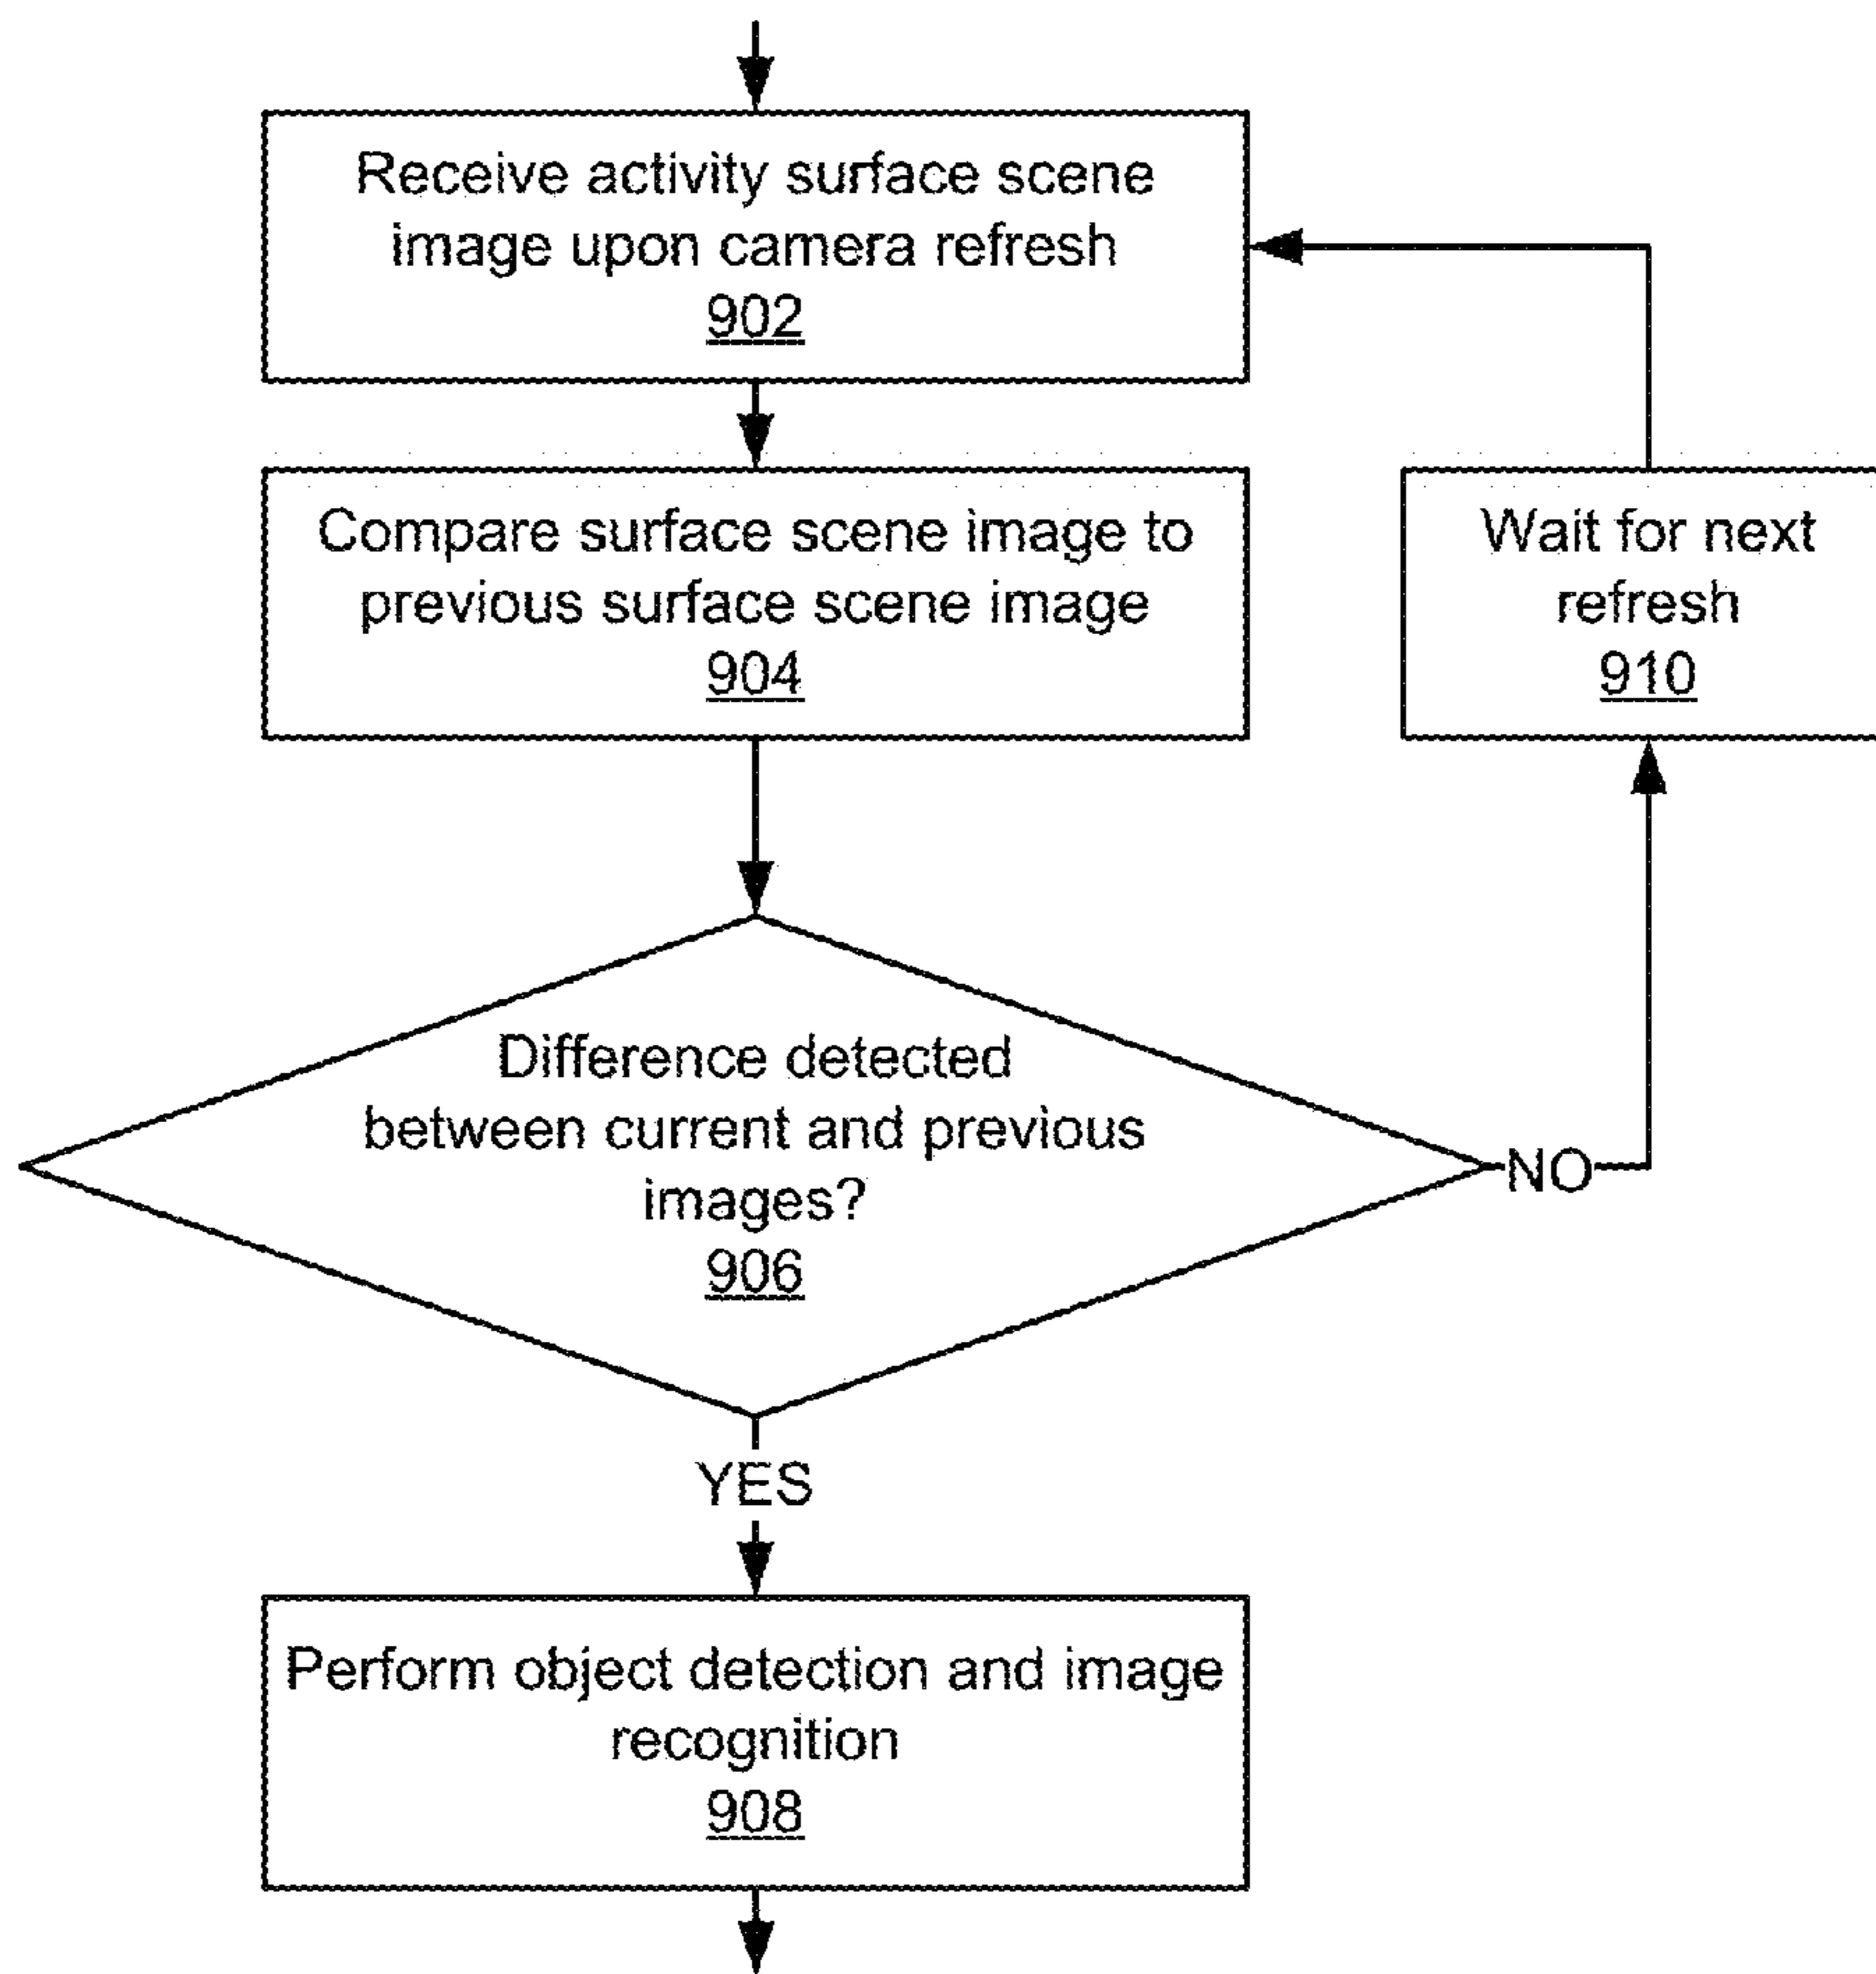 Receive activity surface scene
image upon camera refresh
902
Compare surface scene image to
previous surface scene image
904
Wait for next
refresh
910
Difference detected
between current and previous
images?
906
NO
YES
Perform object detection and image
recognition
908